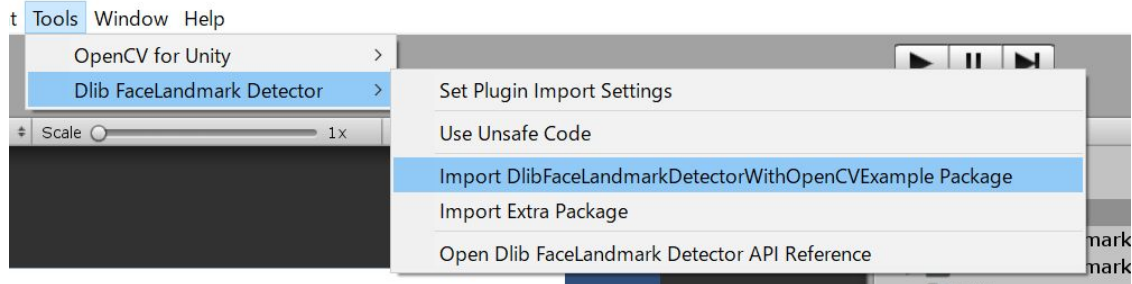 t Tools Window Help
OpenCV for Unity >
Dlib FaceLandmark Detector >
Set Plugin Import Settings
Scale 1x
Use Unsafe Code
Import DlibFaceLandmarkDetectorWithOpenCVExample Package
Import Extra Package
Open Dlib FaceLandmark Detector API Reference
mark
mark